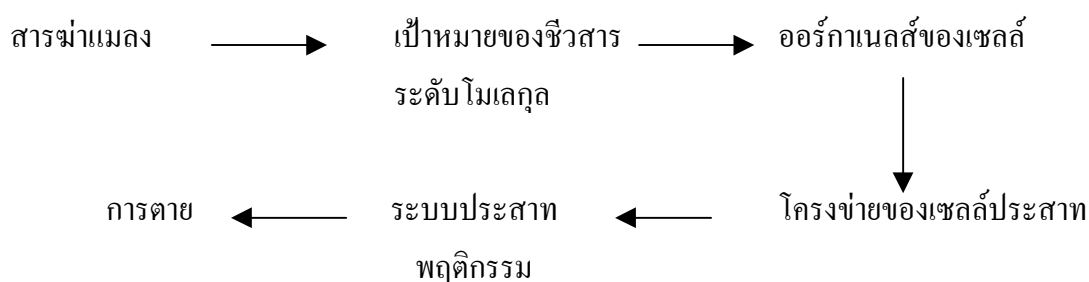 สารฆ่าแมลง เป้าหมายของชีวสาร ออร์กาเนลส์ของเซลล์
ระดับโมเลกุล
การตาย ระบบประสาท โครงข่ายของเซลล์ประสาท
พฤติกรรม